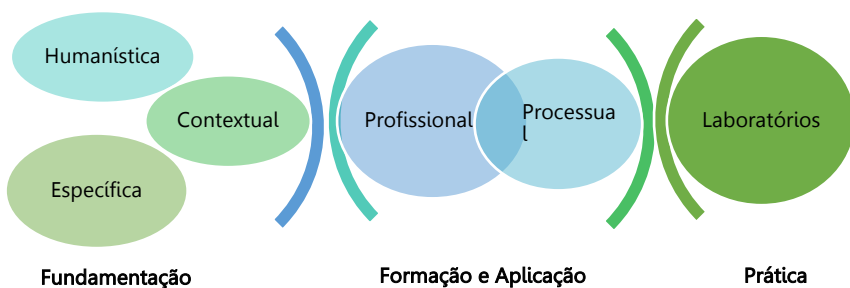 Humanística
Contextual
Específica
Profissional
Processua
l
Laboratórios
Fundamentação
Formação e Aplicação
Prática